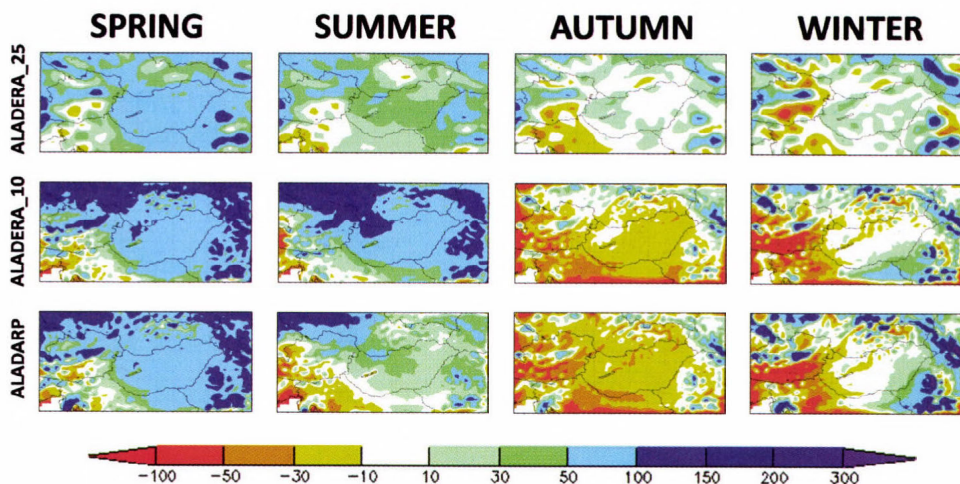 SPRING SUMMER AUTUMN WINTER
ALADERA_25
ALADERA_10
ALADARP
-100 -50 -30 -10 10 30 50 100 150 200 300